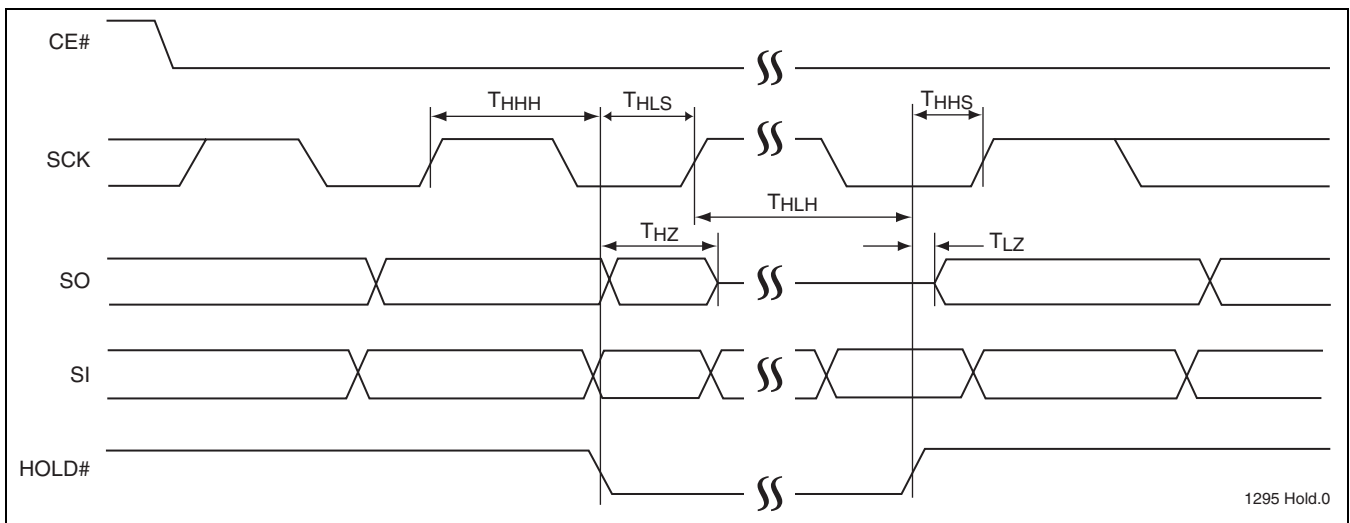 CE#
THHH
THLS
THHS
SCK
THLH
THZ
TLZ
SO
SI
HOLD#
1295 Hold.0